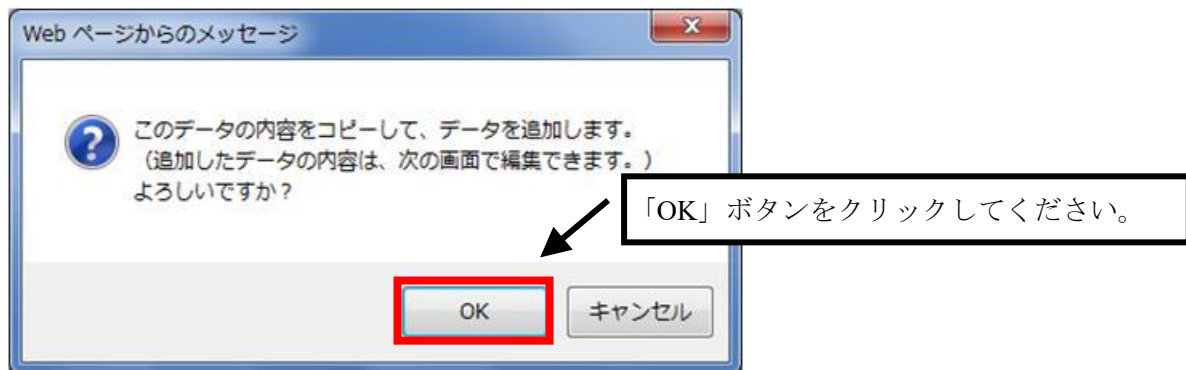 Web ページからのメッセージ
このデータの内容をコピーして、データを追加します。
（追加したデータの内容は、次の画面で編集できます。）
よろしいですか？
「OK」ボタンをクリックしてください。
OK
キャンセル